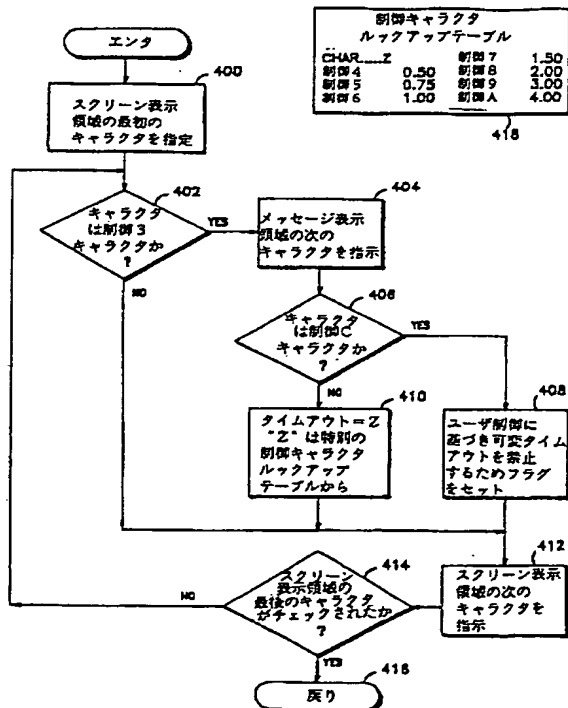 制御キャラクタ
ルックアップテーブル
CHAR Z 制御7 1.50
制御4 0.50 制御8 2.00
制御5 0.75 制御9 3.00
制御6 1.00 制御A 4.00
418
エンタ
400
スクリーン表示
領域の最初の
キャラクタを指定
402
キャラクタ
は制御3
キャラクタか
?
YES
NO
404
メッセージ表示
領域の次の
キャラクタを指示
406
キャラクタ
は制御C
キャラクタか
?
YES
NO
410
タイムアウト=Z
"Z"は特別の
制御キャラクタ
ルックアップ
テーブルから
408
ユーザ制御に
基づき可変タイム
アウトを禁止
するためフラグ
をセット
412
スクリーン表示
領域の次の
キャラクタを
指示
414
スクリーン
表示領域の
最後のキャラクタ
がチェックされたか
?
NO
YES
416
戻り